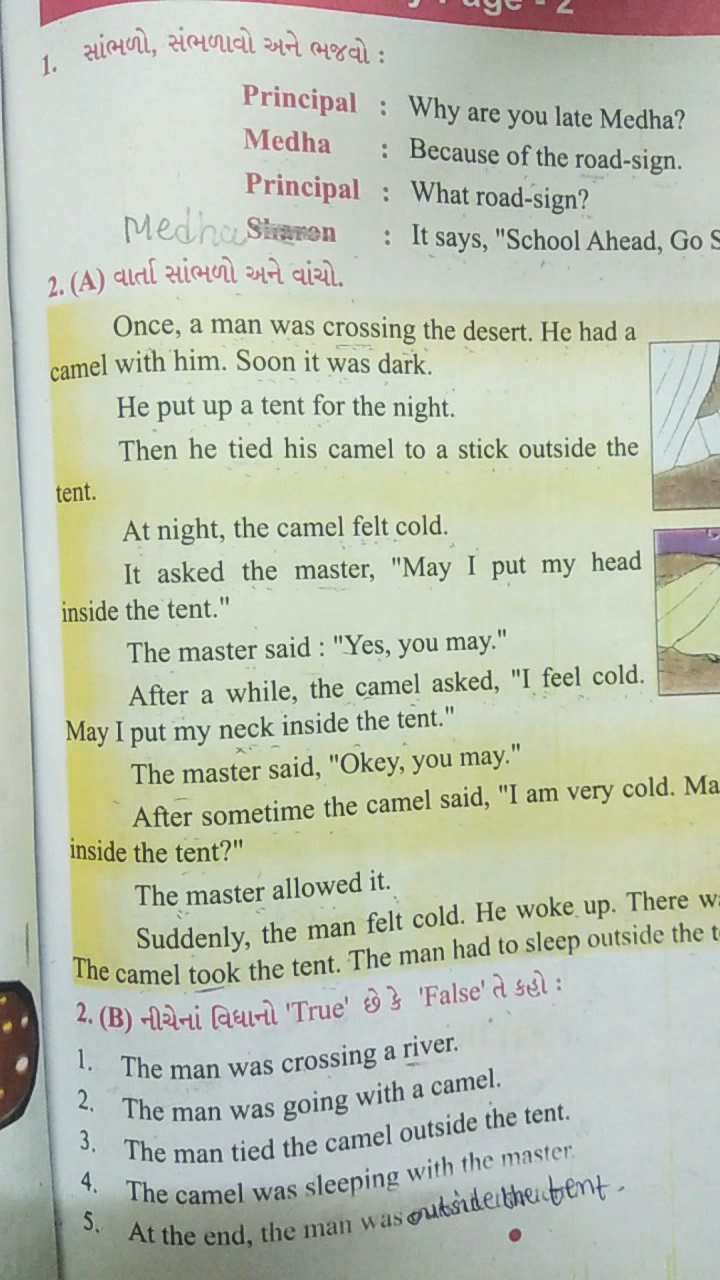 Page - 2
1. સાંભળો, સંભળાવો અને ભજવો :
Principal : Why are you late Medha?
Medha : Because of the road-sign.
Principal : What road-sign?
Medha Sharon : It says, "School Ahead, Go S
2. (A) વાર્તા સાંભળો અને વાંચો.
Once, a man was crossing the desert. He had a
camel with him. Soon it was dark.
He put up a tent for the night.
Then he tied his camel to a stick outside the
tent.
At night, the camel felt cold.
It asked the master, "May I put my head
inside the tent."
The master said : "Yes, you may."
After a while, the camel asked, "I feel cold.
May I put my neck inside the tent."
The master said, "Okey, you may."
After sometime the camel said, "I am very cold. Ma
inside the tent?"
The master allowed it.
Suddenly, the man felt cold. He woke up. There w
The camel took the tent. The man had to sleep outside the t
2. (B) નીચેનાં વિધાનો 'True' છે કે 'False' તે કહો :
1. The man was crossing a river.
2. The man was going with a camel.
3. The man tied the camel outside the tent.
4. The camel was sleeping with the master.
5. At the end, the man was outside the tent.